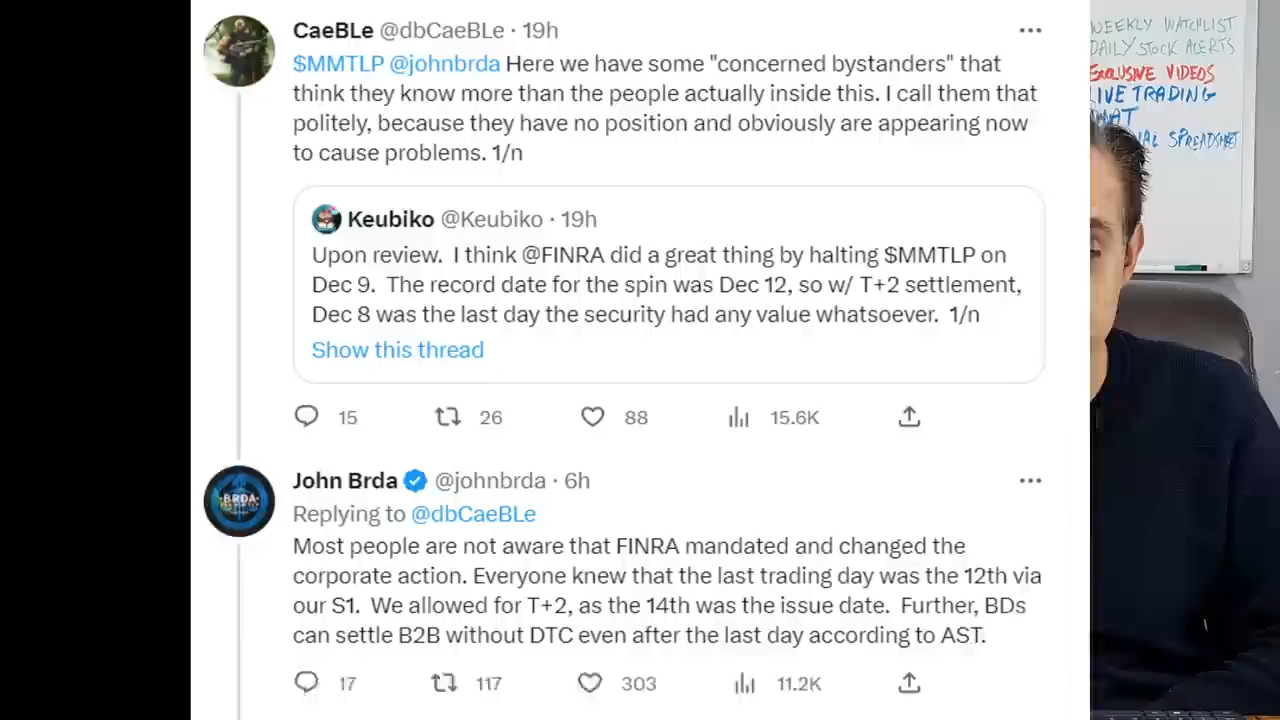 CaeBLe @dbCaeBLe · 19h
$MMTLP @johnbrda Here we have some "concerned bystanders" that
think they know more than the people actually inside this. I call them that
politely, because they have no position and obviously are appearing now
to cause problems. 1/n
Keubiko @Keubiko · 19h
Upon review. I think @FINRA did a great thing by halting $MMTLP on
Dec 9. The record date for the spin was Dec 12, so w/ T+2 settlement,
Dec 8 was the last day the security had any value whatsoever. 1/n
Show this thread
15 26 88 15.6K
John Brda @johnbrda · 6h
Replying to @dbCaeBLe
Most people are not aware that FINRA mandated and changed the
corporate action. Everyone knew that the last trading day was the 12th via
our S1. We allowed for T+2, as the 14th was the issue date. Further, BDs
can settle B2B without DTC even after the last day according to AST.
17 117 303 11.2K
BRDA
WEEKLY WATCHLIST
DAILY STOCK ALERTS
EXCLUSIVE VIDEOS
LIVE TRADING
SPREADSHEET